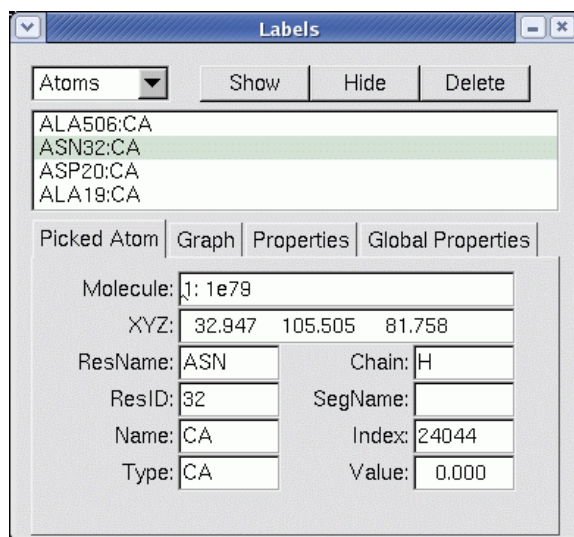 Labels
Atoms Show Hide Delete
ALA506:CA
ASN32:CA
ASP20:CA
ALA19:CA
Picked Atom Graph Properties Global Properties
Molecule: 1: 1e79
XYZ: 32.947 105.505 81.758
ResName: ASN Chain: H
ResID: 32 SegName:
Name: CA Index: 24044
Type: CA Value: 0.000